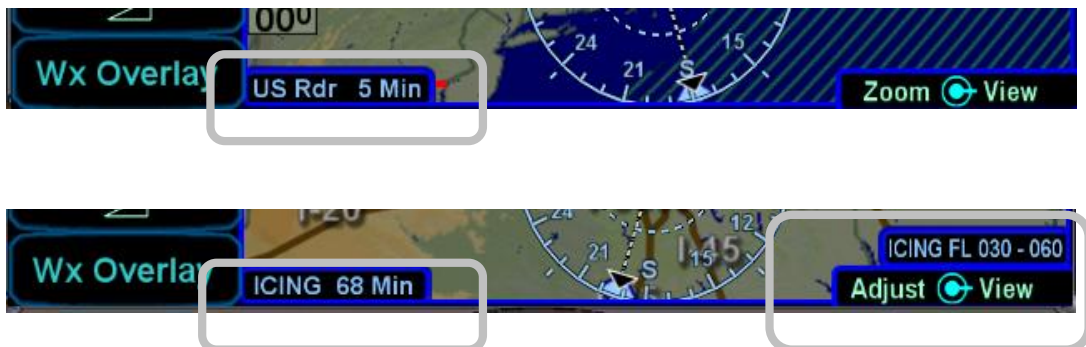 00⁰
24
15
21
S
Wx Overlay
US Rdr 5 Min
Zoom View
I-20
24
12
21
S
I-15
15
ICING FL 030 - 060
Wx Overlay
ICING 68 Min
Adjust View